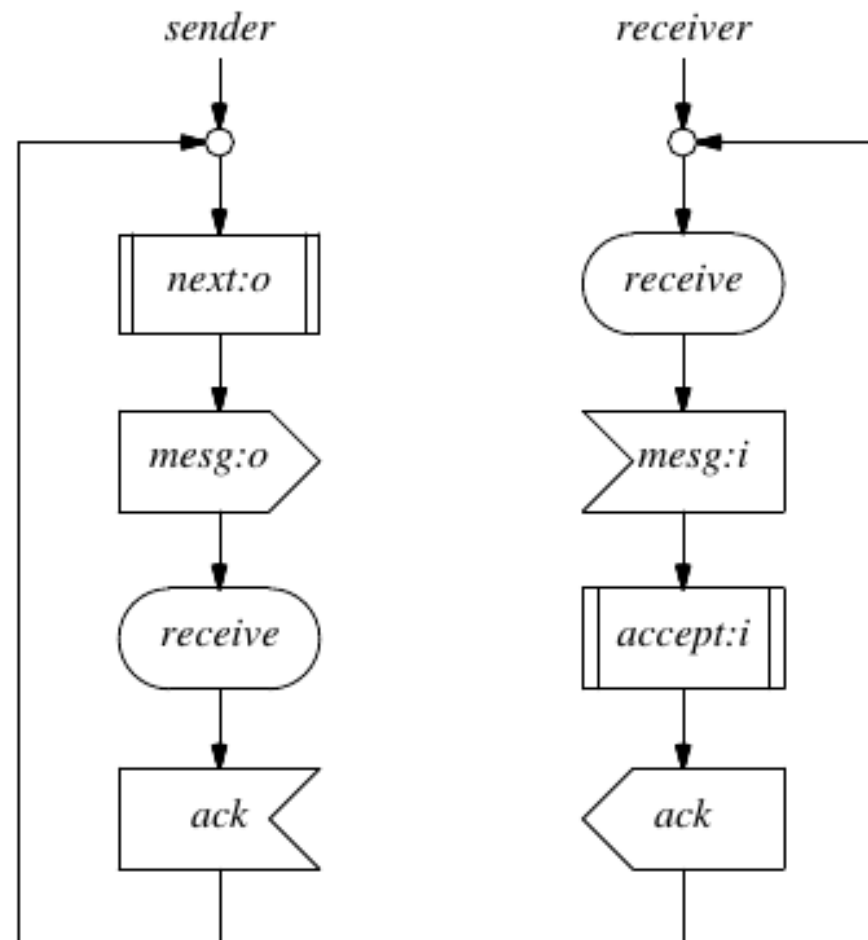 sender
next:o
mesg:o
receive
ack
receiver
receive
mesg:i
accept:i
ack